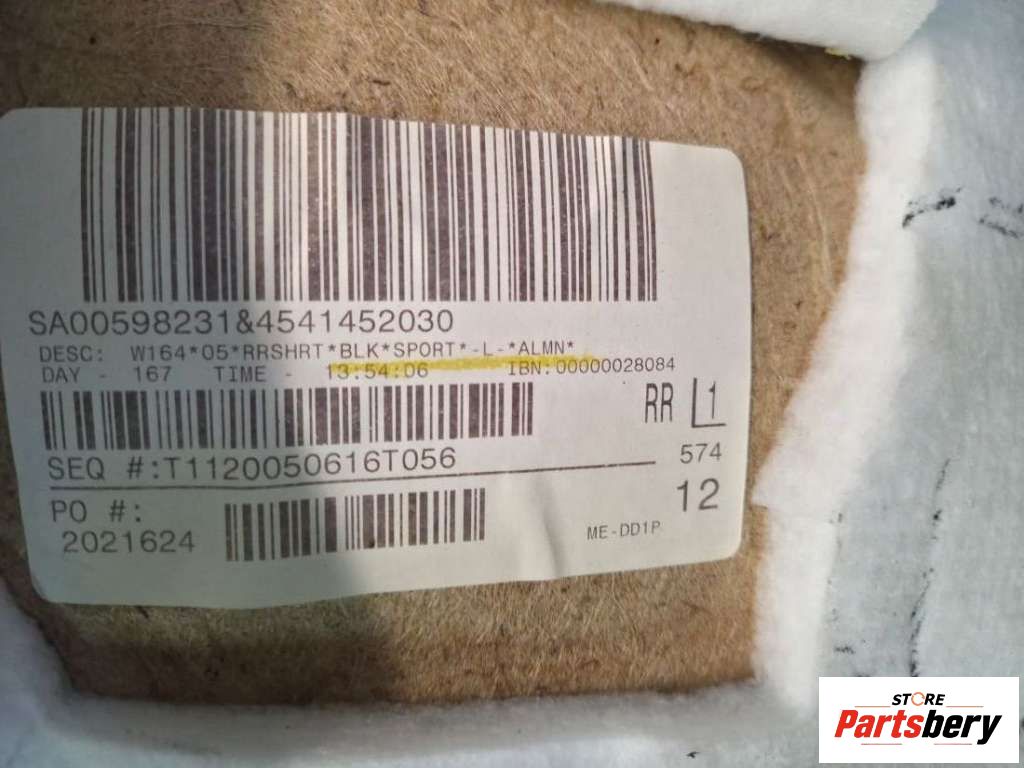 SA00598231&4541452030
DESC: W164*05*RRSHRT*BLK*SPORT*-L-*ALMN*
DAY - 167 TIME - 13:54:06 IBN:00000028084
RR L1
SEQ #:T1120050616T056
574
PO #:
2021624
12
ME-DD1P
STORE
Partsbery